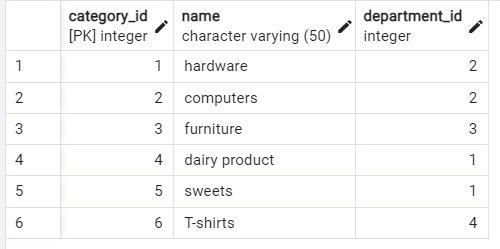 category_id name department_id
[PK] integer character varying (50) integer
1 1 hardware 2
2 2 computers 2
3 3 furniture 3
4 4 dairy product 1
5 5 sweets 1
6 6 T-shirts 4